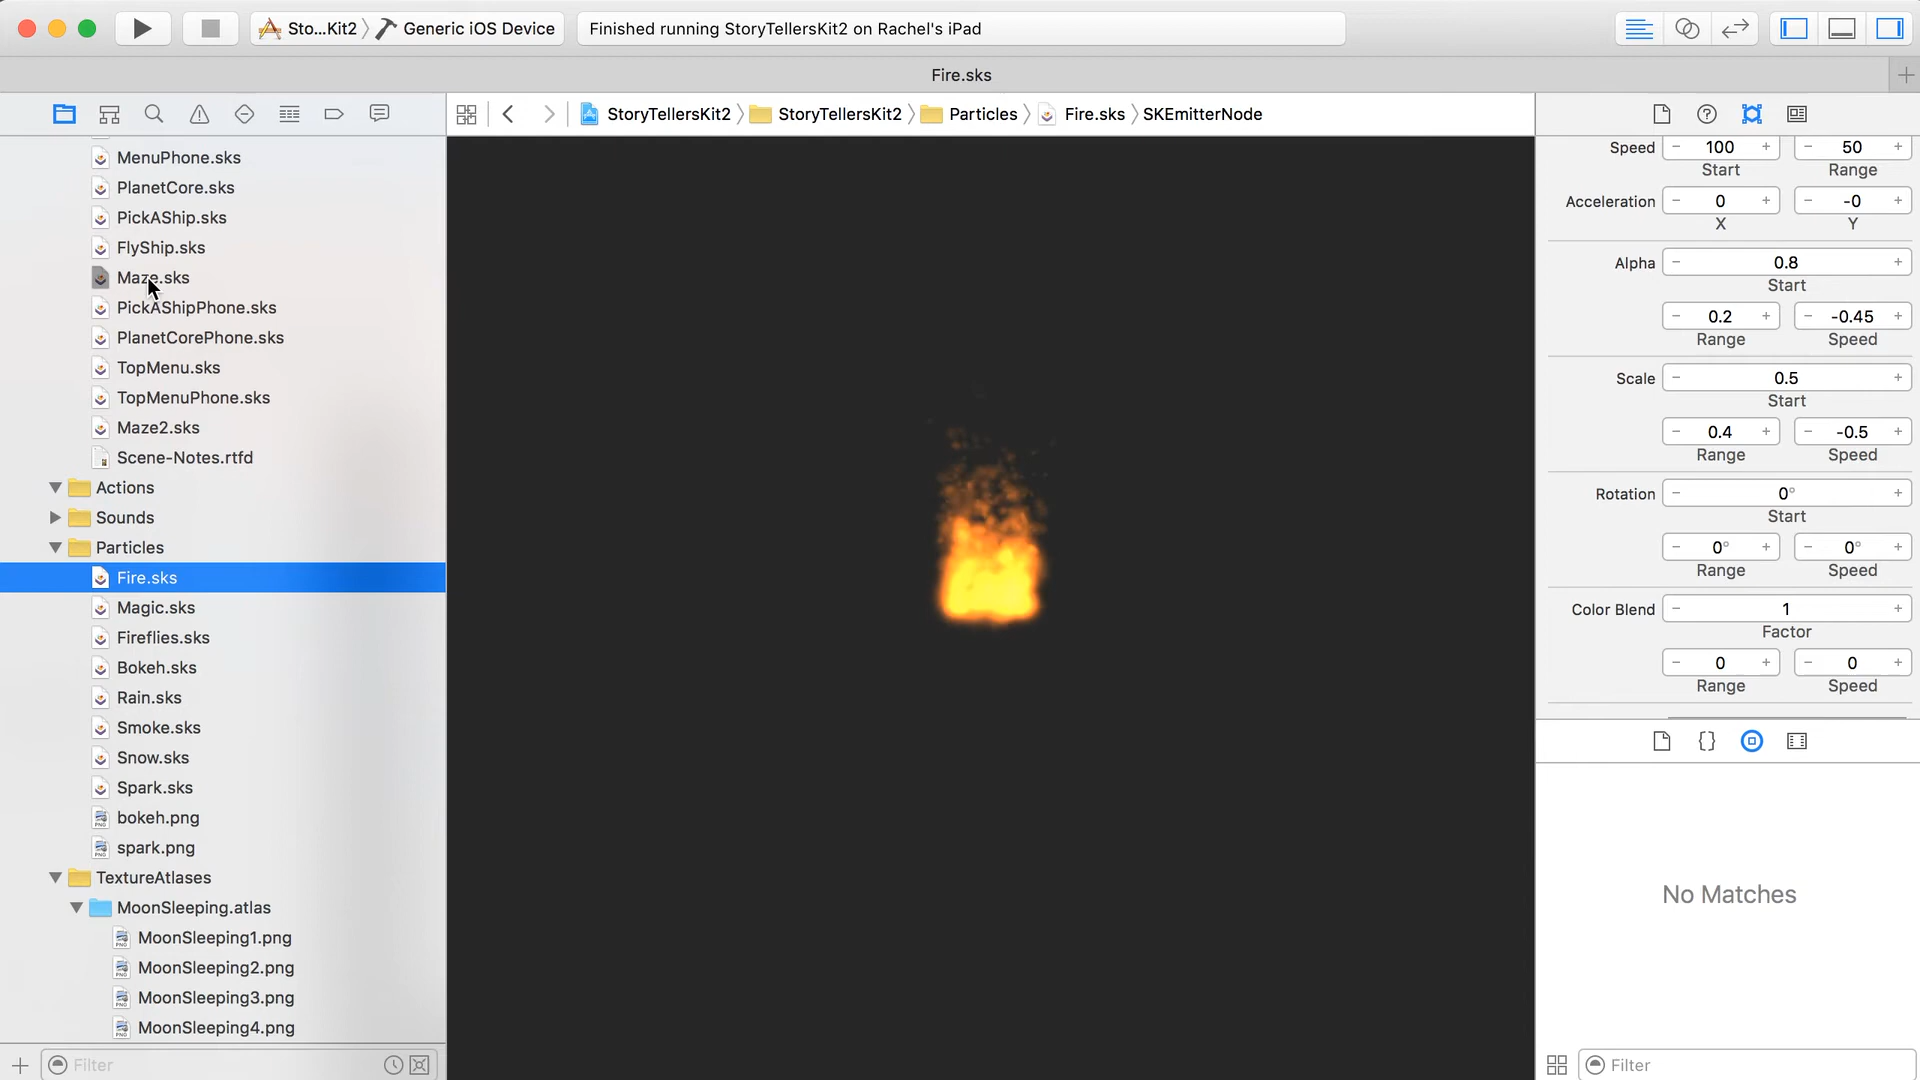 Sto...Kit2 Generic iOS Device
Finished running StoryTellersKit2 on Rachel's iPad
Fire.sks
StoryTellersKit2 StoryTellersKit2 Particles Fire.sks SKEmitterNode
MenuPhone.sks
PlanetCore.sks
PickAShip.sks
FlyShip.sks
Maze.sks
PickAShipPhone.sks
PlanetCorePhone.sks
TopMenu.sks
TopMenuPhone.sks
Maze2.sks
Scene-Notes.rtfd
Actions
Sounds
Particles
Fire.sks
Magic.sks
Fireflies.sks
Bokeh.sks
Rain.sks
Smoke.sks
Snow.sks
Spark.sks
bokeh.png
spark.png
TextureAtlases
MoonSleeping.atlas
MoonSleeping1.png
MoonSleeping2.png
MoonSleeping3.png
MoonSleeping4.png
Filter
Speed 100 50
Start Range
Acceleration 0 -0
X Y
Alpha 0.8
Start
0.2 -0.45
Range Speed
Scale 0.5
Start
0.4 -0.5
Range Speed
Rotation 0°
Start
0° 0°
Range Speed
Color Blend 1
Factor
0 0
Range Speed
No Matches
Filter